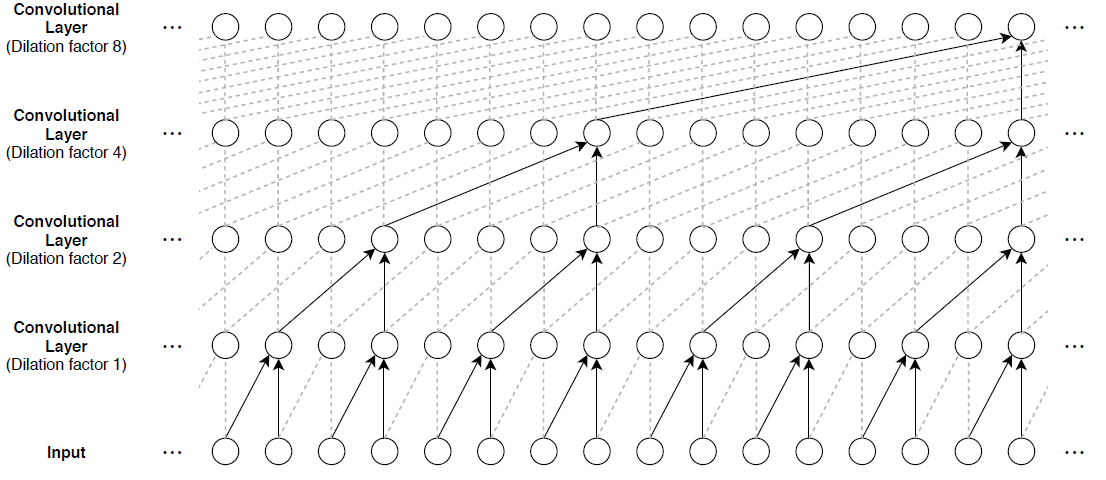 Convolutional
Layer
(Dilation factor 8)
... ...
Convolutional
Layer
(Dilation factor 4)
... ...
Convolutional
Layer
(Dilation factor 2)
... ...
Convolutional
Layer
(Dilation factor 1)
... ...
Input
... ...